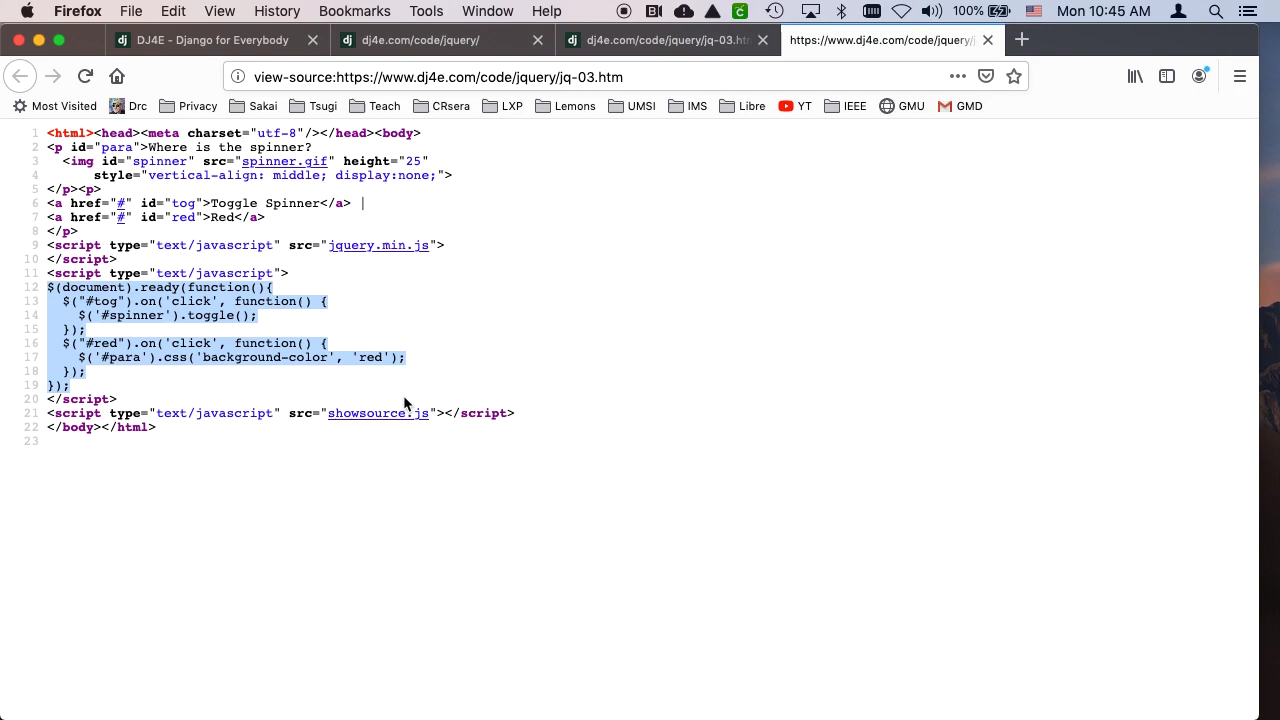 Firefox File Edit View History Bookmarks Tools Window Help 100% Mon 10:45 AM
dj DJ4E - Django for Everybody dj dj4e.com/code/jquery/ dj dj4e.com/code/jquery/jq-03.htm https://www.dj4e.com/code/jquery/
view-source:https://www.dj4e.com/code/jquery/jq-03.htm
Most Visited Drc Privacy Sakai Tsugi Teach CRsera LXP Lemons UMSI IMS Libre YT IEEE GMU GMD
1 <html><head><meta charset="utf-8"/></head><body>
2 <p id="para">Where is the spinner?
3 <img id="spinner" src="spinner.gif" height="25"
4 style="vertical-align: middle; display:none;">
5 </p><p>
6 <a href="#" id="tog">Toggle Spinner</a> |
7 <a href="#" id="red">Red</a>
8 </p>
9 <script type="text/javascript" src="jquery.min.js">
10 </script>
11 <script type="text/javascript">
12 $(document).ready(function(){
13 $("#tog").on('click', function() {
14 $('#spinner').toggle();
15 });
16 $("#red").on('click', function() {
17 $('#para').css('background-color', 'red');
18 });
19 });
20 </script>
21 <script type="text/javascript" src="showsource.js"></script>
22 </body></html>
23